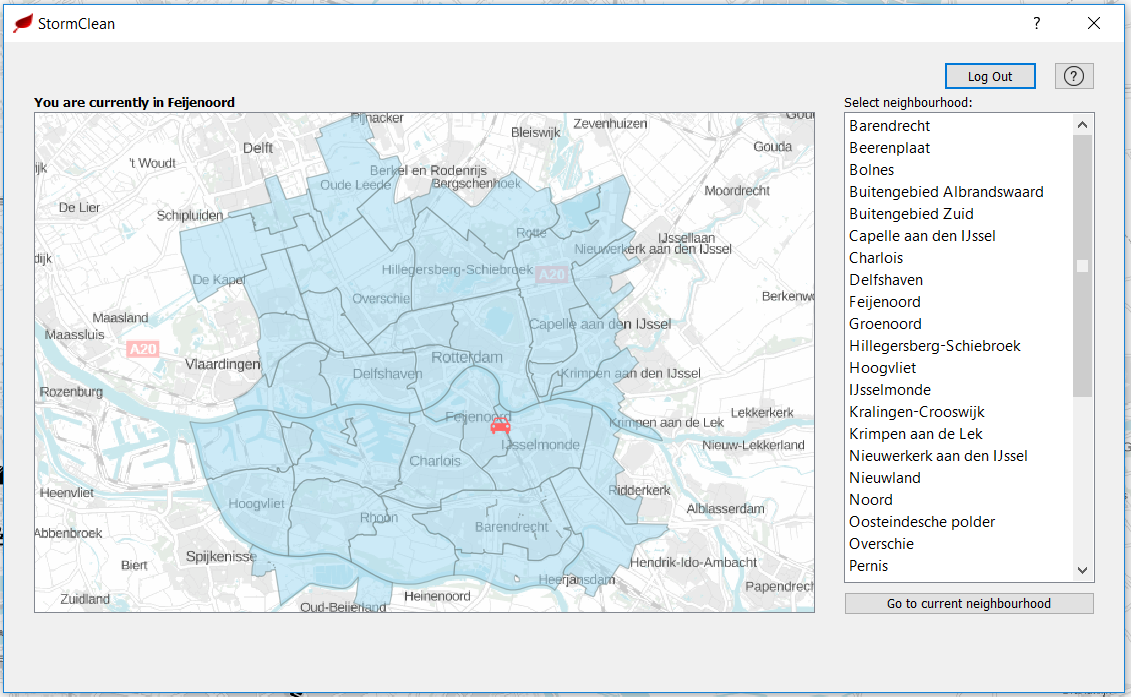 StormClean
?
Log Out
?
You are currently in Feijenoord
Select neighbourhood:
Pijnacker
Bleiswijk
Zevenhuizen
Delft
Gouda
't Woudt
Berkel en Rodenrijs
Oude Leede
Bergschenhoek
Moordrecht
De Lier
Schipluiden
Rotte
IJssellaan
Nieuwerkerk aan den IJssel
dijk
De Kapel
Hillegersberg-Schiebroek
A20
Overschie
Maasland
Capelle aan den IJssel
Maassluis
A20
Rotterdam
Vlaardingen
Delfshaven
Krimpen aan den IJssel
Rozenburg
Feijenoord
Lekkerkerk
Krimpen aan de Lek
IJsselmonde
Nieuw-Lekkerland
Charlois
Heenvliet
Ridderkerk
Hoogvliet
Alblasserdam
Rhoon
Barendrecht
Abbenbroek
Spijkenisse
Biert
Hendrik-Ido-Ambacht
Heerjansdam
Papendrech
Zuidland
Heinenoord
Oud-Beijerland
Barendrecht
Beerenplaat
Bolnes
Buitengebied Albrandswaard
Buitengebied Zuid
Capelle aan den IJssel
Charlois
Delfshaven
Feijenoord
Groenoord
Hillegersberg-Schiebroek
Hoogvliet
IJsselmonde
Kralingen-Crooswijk
Krimpen aan de Lek
Nieuwerkerk aan den IJssel
Nieuwland
Noord
Oosteindesche polder
Overschie
Pernis
Go to current neighbourhood